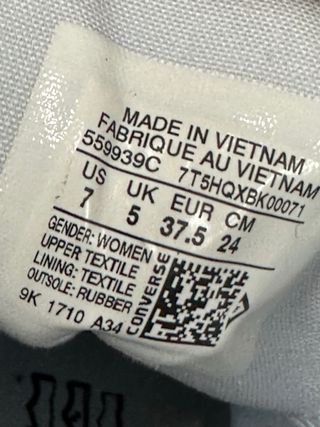 MADE IN VIETNAM
FABRIQUE AU VIETNAM
559939C 7T5HQXBK00071
US UK EUR CM
7 5 37.5 24
GENDER: WOMEN
UPPER: TEXTILE
LINING: TEXTILE
OUTSOLE: RUBBER
9K 1710 A34
CONVERSE